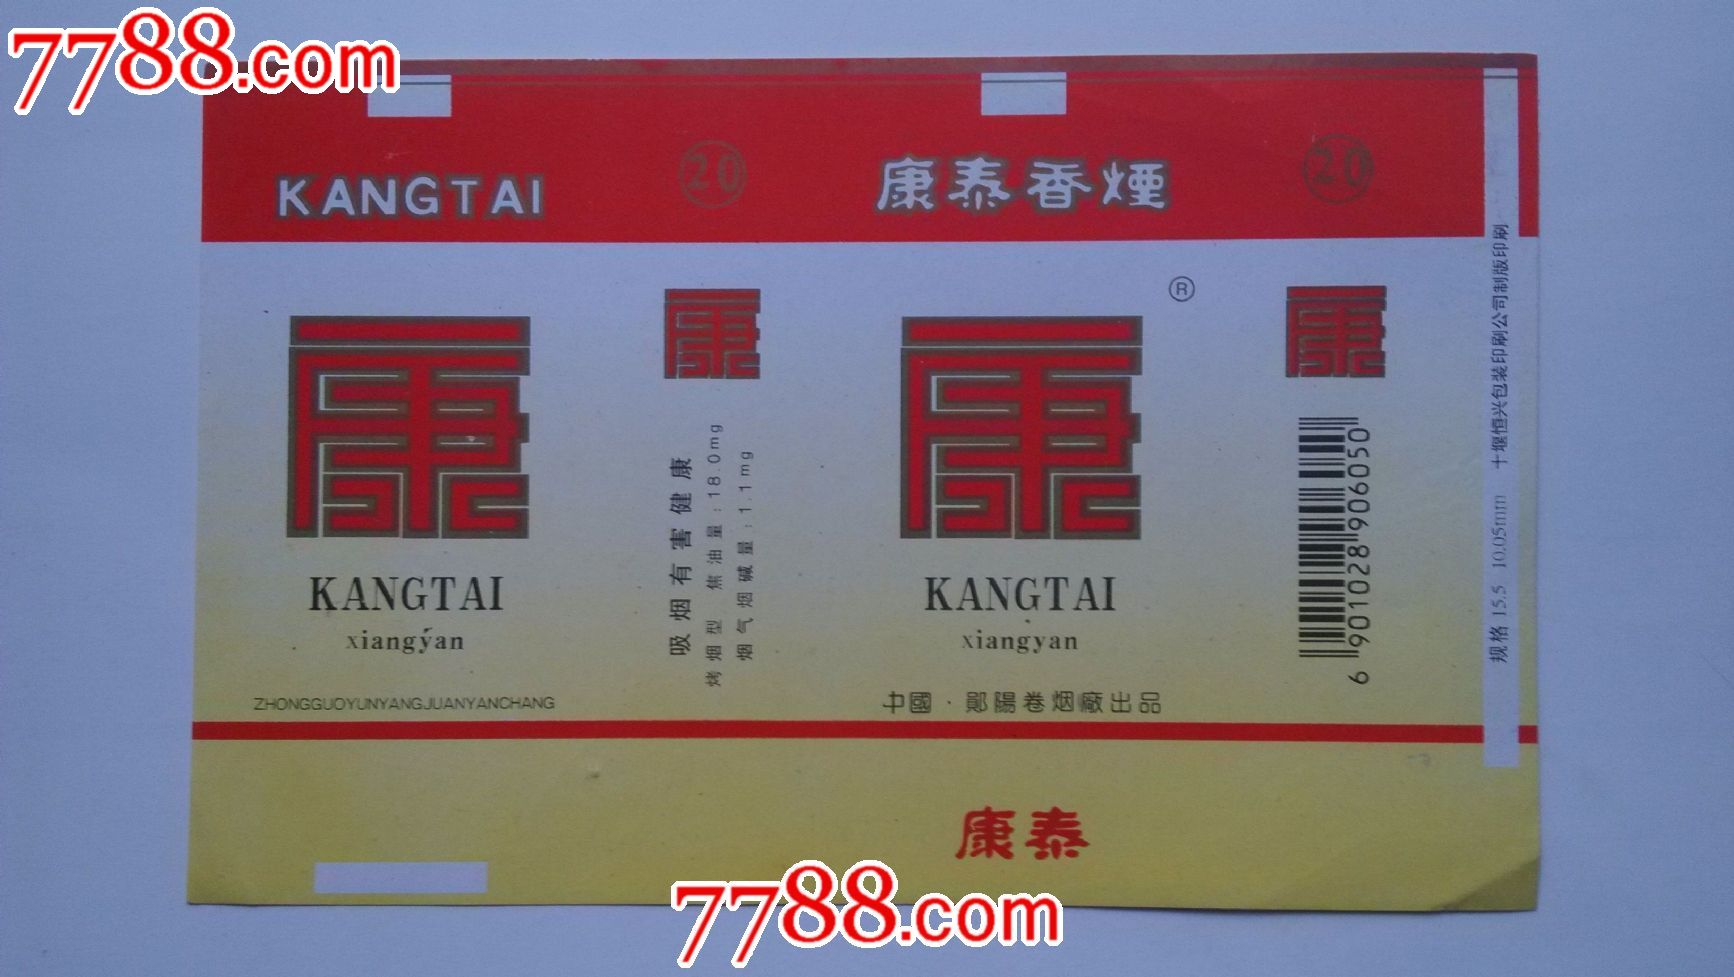 7788.com
KANGTAI
20
康泰香煙
20
康
KANGTAI
xiangyan
ZHONGGUOYUNYANGJUANYANCHANG
康
吸烟有害健康
烤烟型 焦油量:18.0mg
烟气烟碱量:1.1mg
康
®
KANGTAI
xiangyan
中國·鄖陽卷烟廠出品
康
6 901028 906050
规格 15.5 10.05mm 十堰恒兴包装印刷公司制版印刷
康泰
7788.com